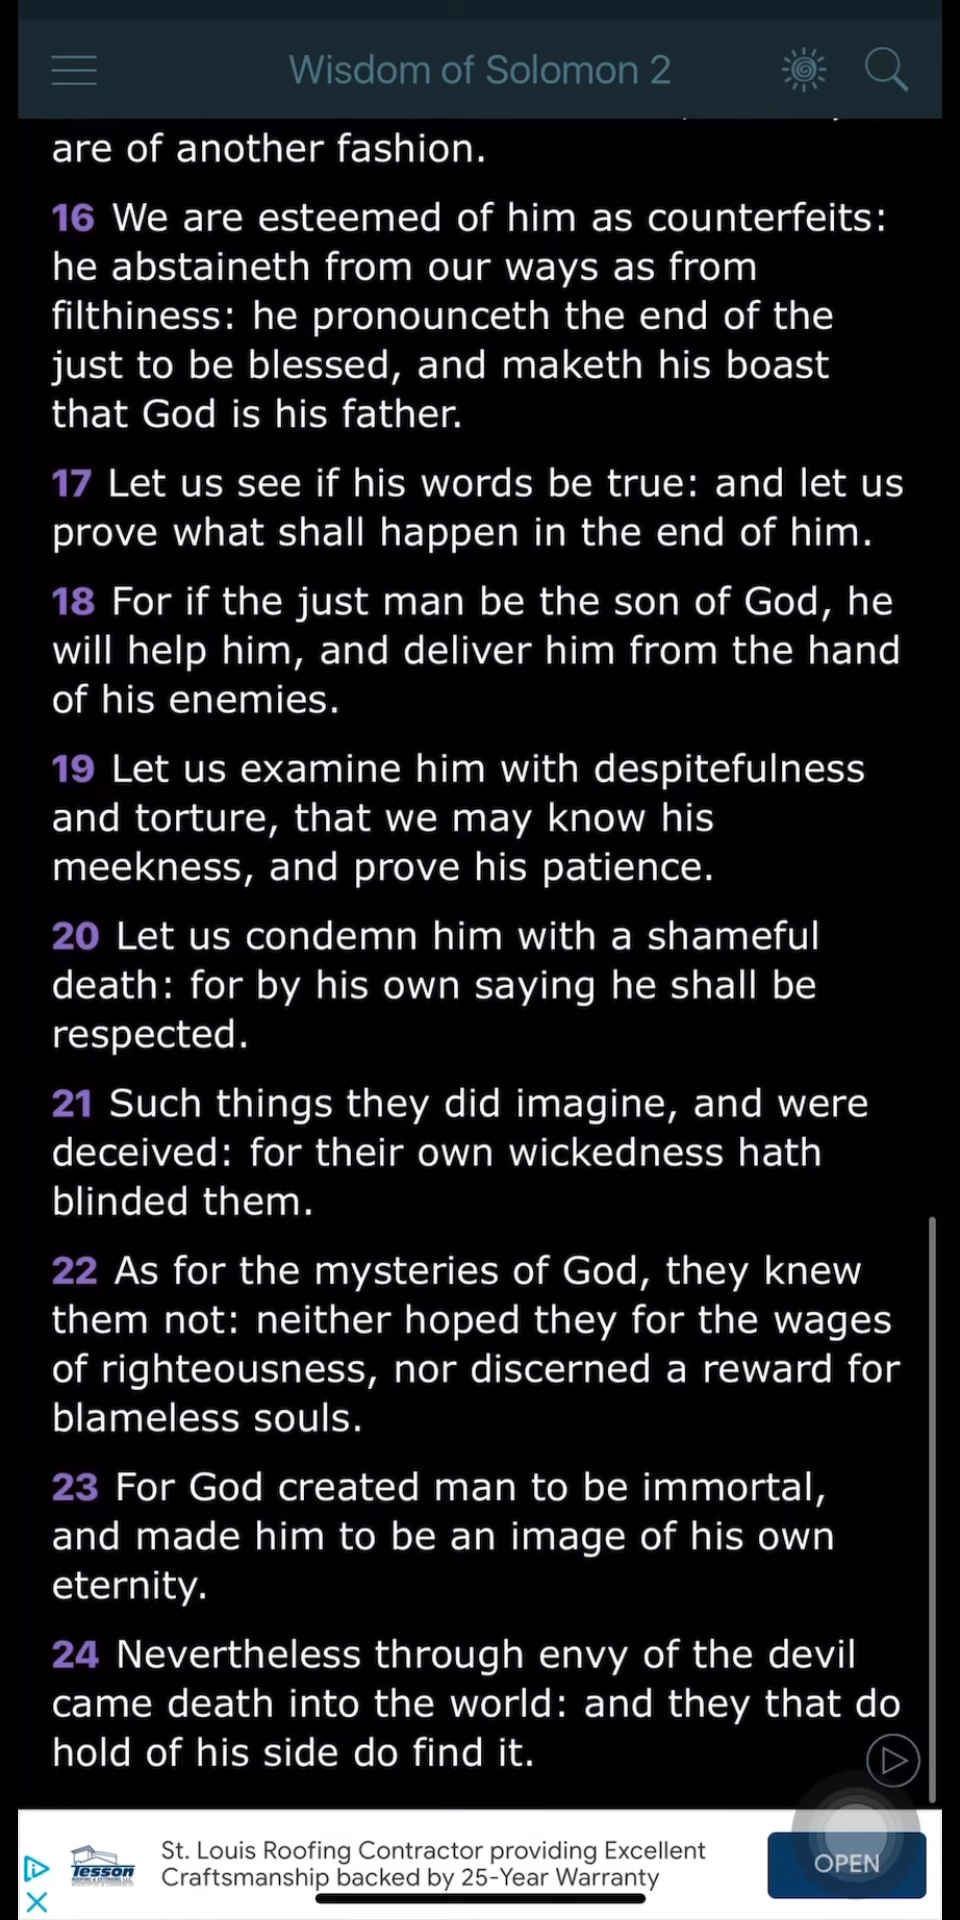 Wisdom of Solomon 2
are of another fashion.
16 We are esteemed of him as counterfeits:
he abstaineth from our ways as from
filthiness: he pronounceth the end of the
just to be blessed, and maketh his boast
that God is his father.
17 Let us see if his words be true: and let us
prove what shall happen in the end of him.
18 For if the just man be the son of God, he
will help him, and deliver him from the hand
of his enemies.
19 Let us examine him with despitefulness
and torture, that we may know his
meekness, and prove his patience.
20 Let us condemn him with a shameful
death: for by his own saying he shall be
respected.
21 Such things they did imagine, and were
deceived: for their own wickedness hath
blinded them.
22 As for the mysteries of God, they knew
them not: neither hoped they for the wages
of righteousness, nor discerned a reward for
blameless souls.
23 For God created man to be immortal,
and made him to be an image of his own
eternity.
24 Nevertheless through envy of the devil
came death into the world: and they that do
hold of his side do find it.
Tesson
St. Louis Roofing Contractor providing Excellent
Craftsmanship backed by 25-Year Warranty
OPEN